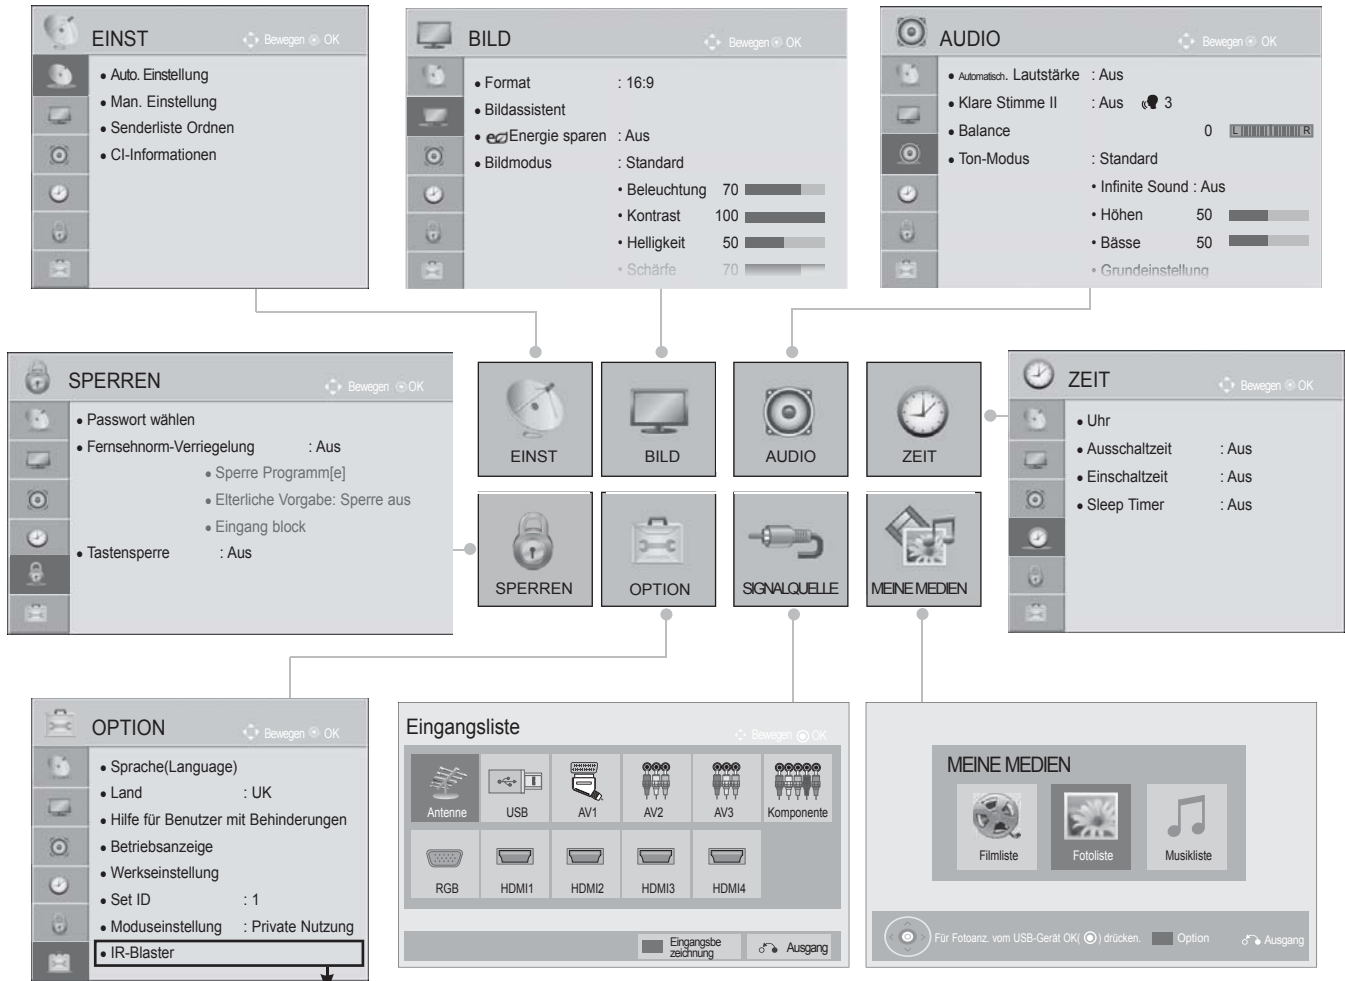 EINST
Bewegen OK
• Auto. Einstellung
• Man. Einstellung
• Senderliste Ordnen
• CI-Informationen
BILD
Bewegen OK
• Format : 16:9
• Bildassistent
• Energie sparen : Aus
• Bildmodus : Standard
• Beleuchtung 70
• Kontrast 100
• Helligkeit 50
• Schärfe 70
AUDIO
Bewegen OK
• Automatisch. Lautstärke : Aus
• Klare Stimme II : Aus 3
• Balance 0 L R
• Ton-Modus : Standard
• Infinite Sound : Aus
• Höhen 50
• Bässe 50
• Grundeinstellung
SPERREN
Bewegen OK
• Passwort wählen
• Fernsehnorm-Verriegelung : Aus
• Sperre Programm[e]
• Elterliche Vorgabe: Sperre aus
• Eingang block
• Tastensperre : Aus
EINST
BILD
AUDIO
ZEIT
SPERREN
OPTION
SIGNALQUELLE
MEINE MEDIEN
ZEIT
Bewegen OK
• Uhr
• Ausschaltzeit : Aus
• Einschaltzeit : Aus
• Sleep Timer : Aus
OPTION
Bewegen OK
• Sprache(Language)
• Land : UK
• Hilfe für Benutzer mit Behinderungen
• Betriebsanzeige
• Werkseinstellung
• Set ID : 1
• Moduseinstellung : Private Nutzung
• IR-Blaster
Eingangsliste
Bewegen OK
Antenne
USB
AV1
AV2
AV3
Komponente
RGB
HDMI1
HDMI2
HDMI3
HDMI4
Eingangsbe
zeichnung
Ausgang
MEINE MEDIEN
Filmliste
Fotoliste
Musikliste
Für Fotoanz. vom USB-Gerät OK( ) drücken.
Option
Ausgang